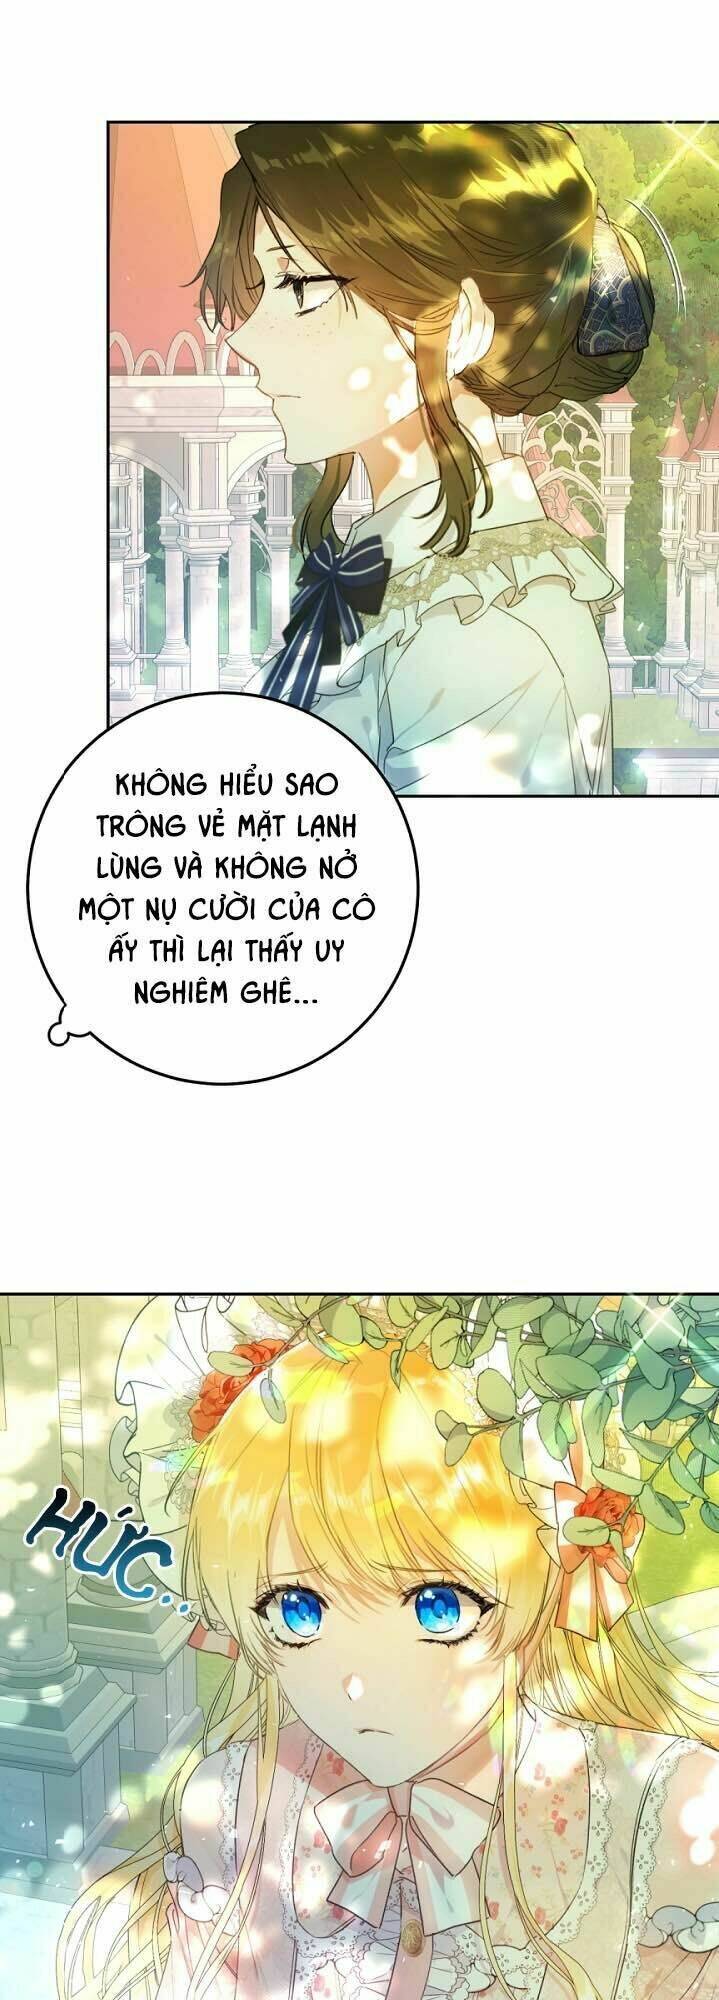 KHÔNG HIỂU SAO
TRÔNG VẺ MẶT LẠNH
LÙNG VÀ KHÔNG NỞ
MỘT NỤ CƯỜI CỦA CÔ
ẤY THÌ LẠI THẤY UY
NGHIÊM GHÊ...
HỨC...